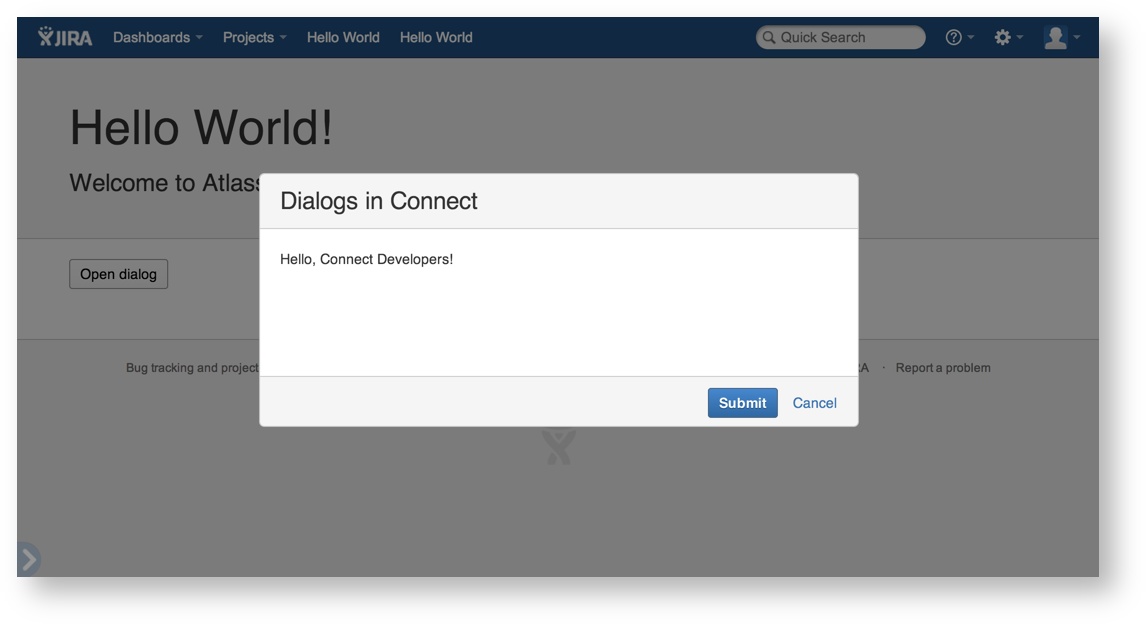 JIRA Dashboards Projects Hello World Hello World Quick Search
Hello World!
Welcome to
Dialogs in Connect
Hello, Connect Developers!
Open dialog
Bug tracking and project · Report a problem
Submit Cancel